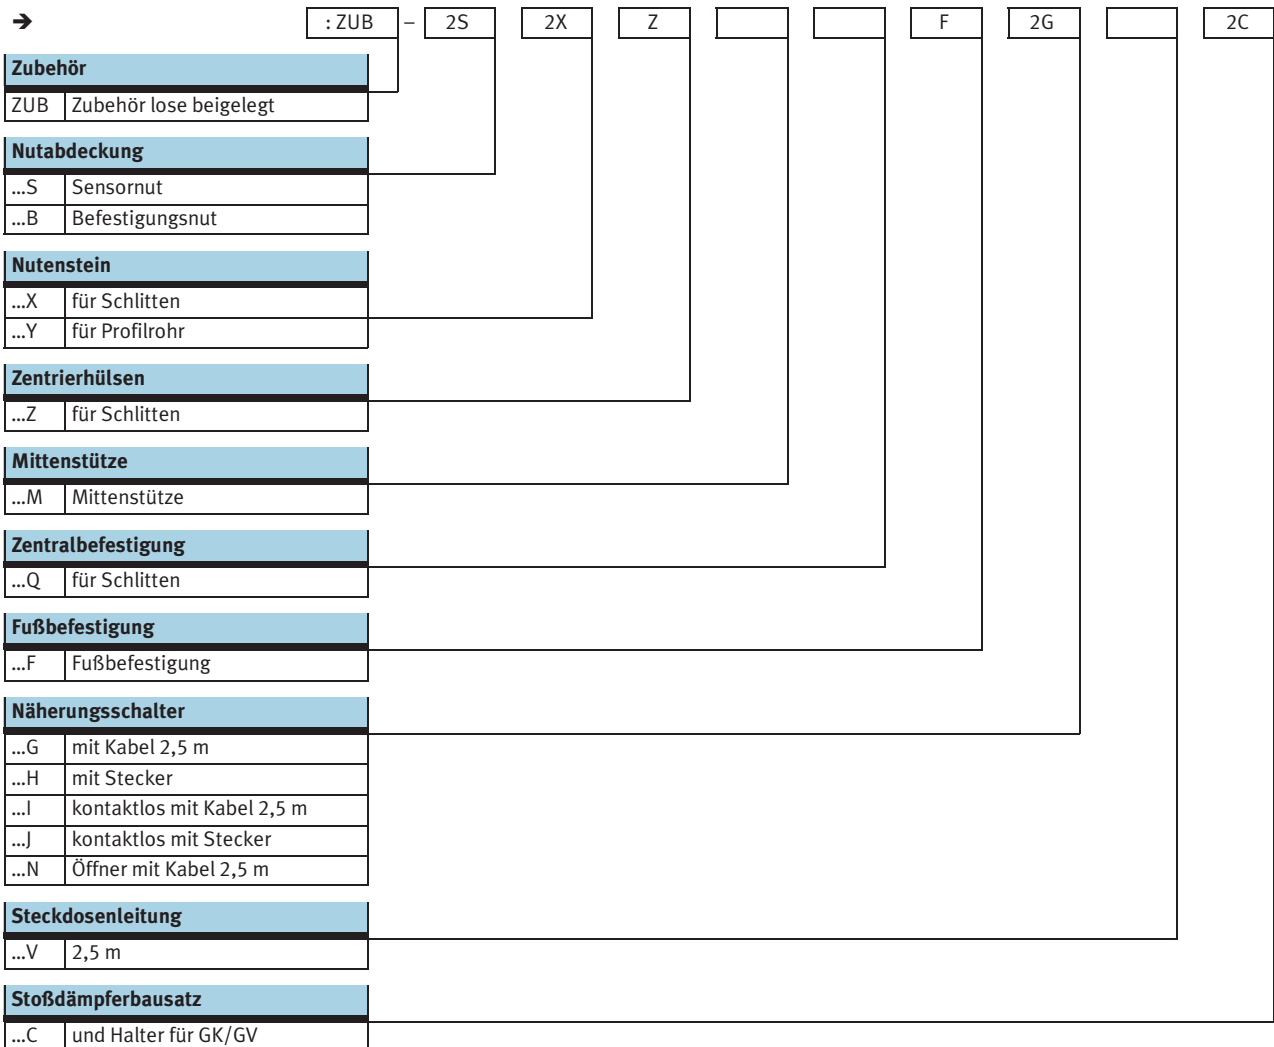 ➔ : ZUB – 2S 2X Z F 2G 2C
Zubehör
ZUB Zubehör lose beigelegt
Nutabdeckung
...S Sensornut
...B Befestigungsnut
Nutenstein
...X für Schlitten
...Y für Profilrohr
Zentrierhülsen
...Z für Schlitten
Mittenstütze
...M Mittenstütze
Zentralbefestigung
...Q für Schlitten
Fußbefestigung
...F Fußbefestigung
Näherungsschalter
...G mit Kabel 2,5 m
...H mit Stecker
...I kontaktlos mit Kabel 2,5 m
...J kontaktlos mit Stecker
...N Öffner mit Kabel 2,5 m
Steckdosenleitung
...V 2,5 m
Stoßdämpferbausatz
...C und Halter für GK/GV